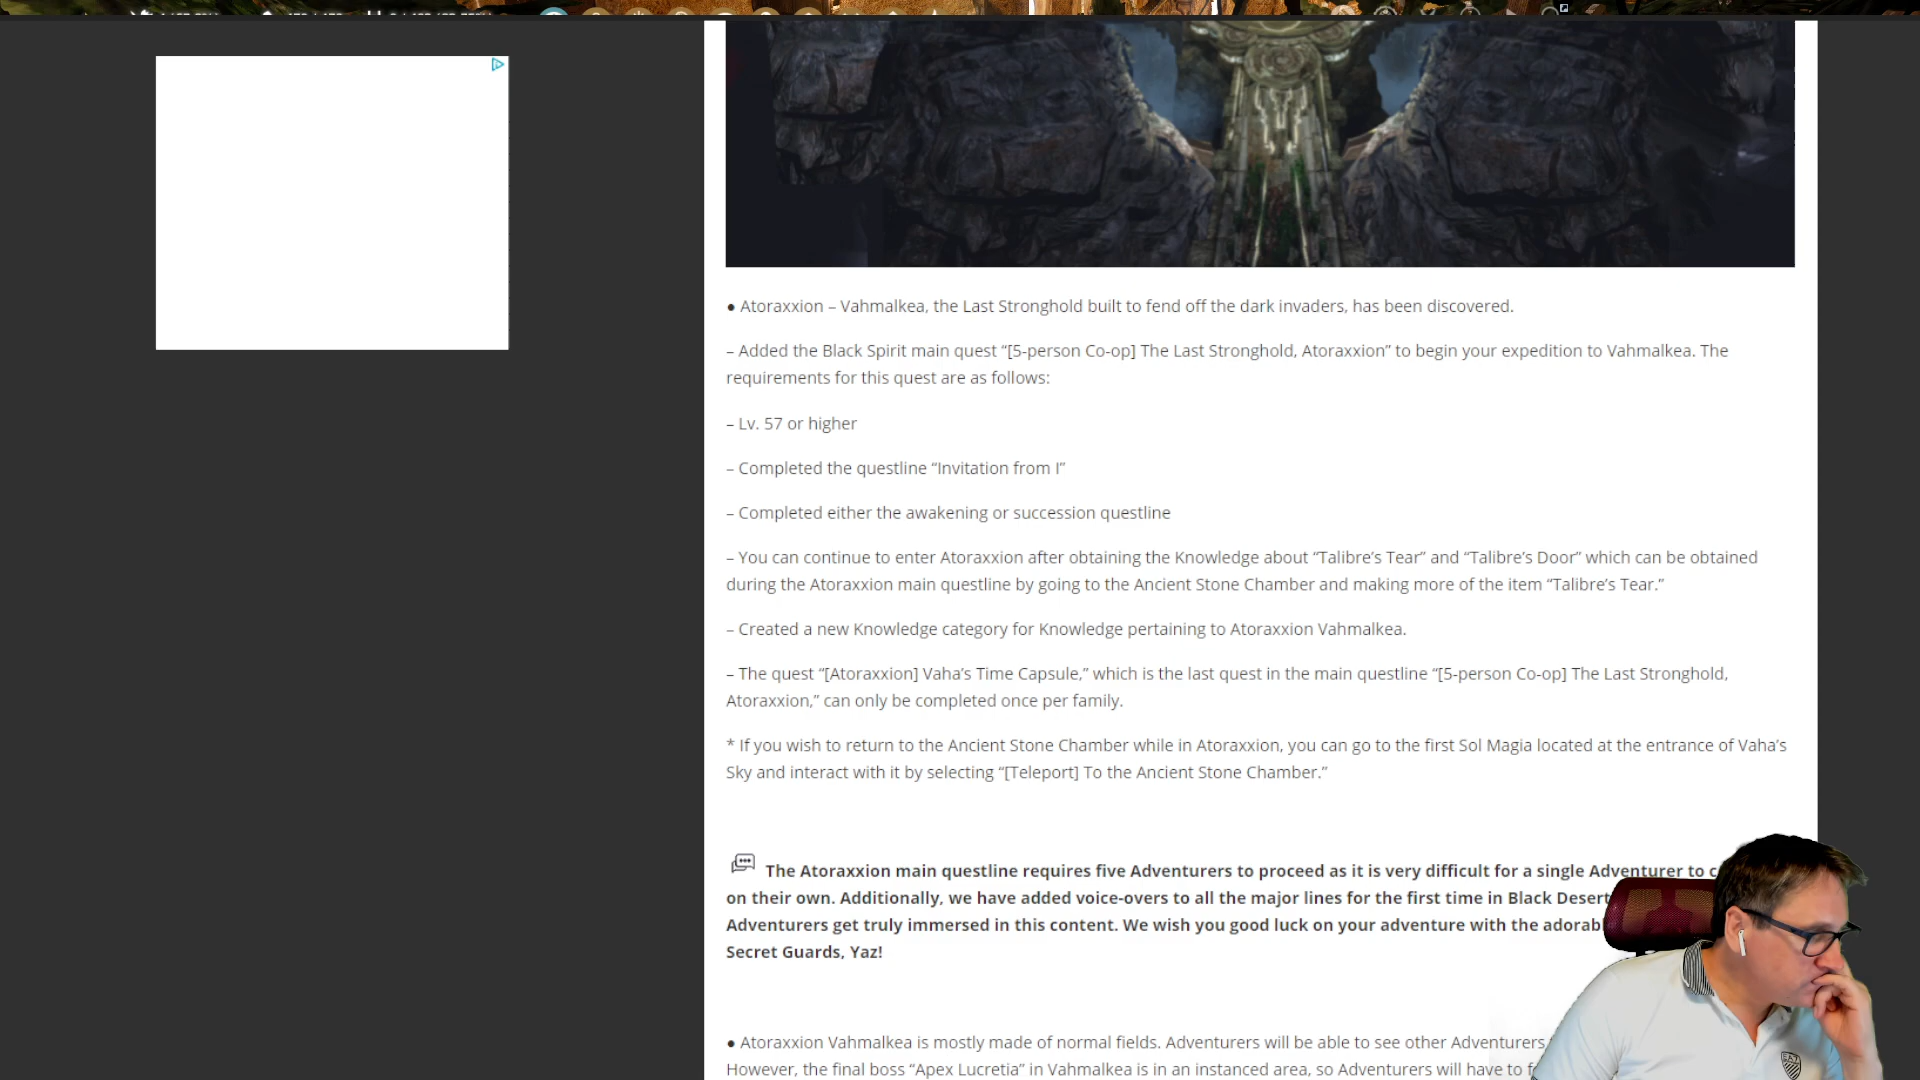 ● Atoraxxion – Vahmalkea, the Last Stronghold built to fend off the dark invaders, has been discovered.
– Added the Black Spirit main quest “[5-person Co-op] The Last Stronghold, Atoraxxion” to begin your expedition to Vahmalkea. The
requirements for this quest are as follows:
– Lv. 57 or higher
– Completed the questline “Invitation from I”
– Completed either the awakening or succession questline
– You can continue to enter Atoraxxion after obtaining the Knowledge about “Talibre’s Tear” and “Talibre’s Door” which can be obtained
during the Atoraxxion main questline by going to the Ancient Stone Chamber and making more of the item “Talibre’s Tear.”
– Created a new Knowledge category for Knowledge pertaining to Atoraxxion Vahmalkea.
– The quest “[Atoraxxion] Vaha’s Time Capsule,” which is the last quest in the main questline “[5-person Co-op] The Last Stronghold,
Atoraxxion,” can only be completed once per family.
* If you wish to return to the Ancient Stone Chamber while in Atoraxxion, you can go to the first Sol Magia located at the entrance of Vaha’s
Sky and interact with it by selecting “[Teleport] To the Ancient Stone Chamber.”
The Atoraxxion main questline requires five Adventurers to proceed as it is very difficult for a single Adventurer to
on their own. Additionally, we have added voice-overs to all the major lines for the first time in Black Desert
Adventurers get truly immersed in this content. We wish you good luck on your adventure with the
Secret Guards, Yaz!
● Atoraxxion Vahmalkea is mostly made of normal fields. Adventurers will be able to see other Adventurers
However, the final boss “Apex Lucretia” in Vahmalkea is in an instanced area, so Adventurers will have to